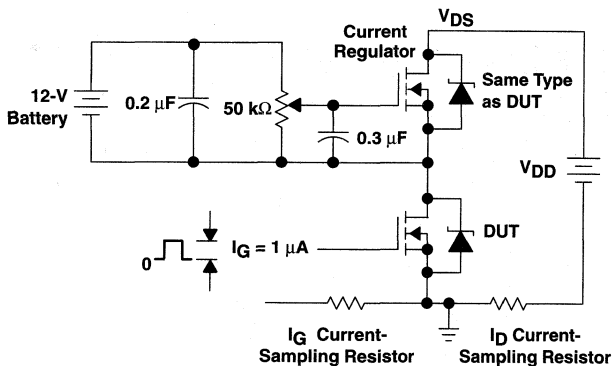 V_DS
Current
Regulator
12-V
Battery
0.2 μF
50 kΩ
0.3 μF
Same Type
as DUT
V_DD
0
I_G = 1 μA
DUT
I_G Current-
Sampling Resistor
I_D Current-
Sampling Resistor